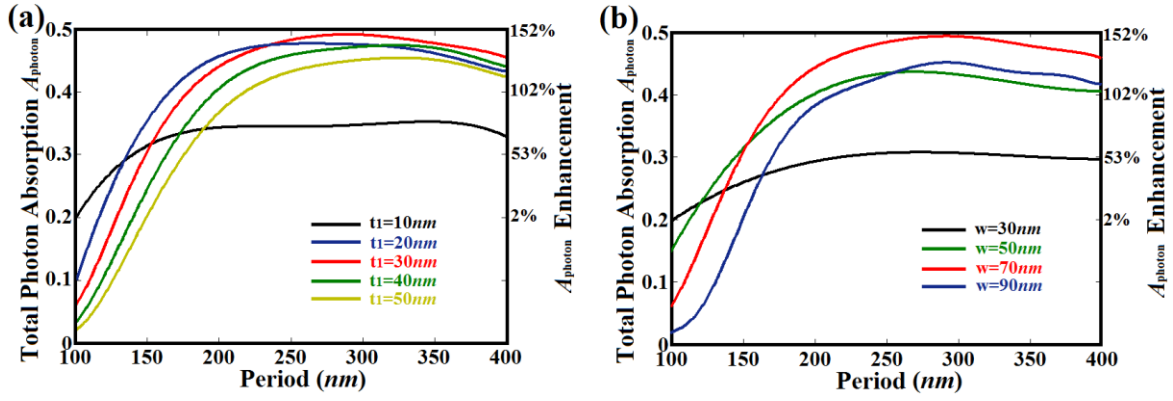 (a)
Total Photon Absorption Aphoton
0.5
0.4
0.3
0.2
0.1
0
152%
102%
53%
2%
Aphoton Enhancement
t1=10nm
t1=20nm
t1=30nm
t1=40nm
t1=50nm
100 150 200 250 300 350 400
Period (nm)
(b)
Total Photon Absorption Aphoton
0.5
0.4
0.3
0.2
0.1
0
152%
102%
53%
2%
Aphoton Enhancement
w=30nm
w=50nm
w=70nm
w=90nm
100 150 200 250 300 350 400
Period (nm)